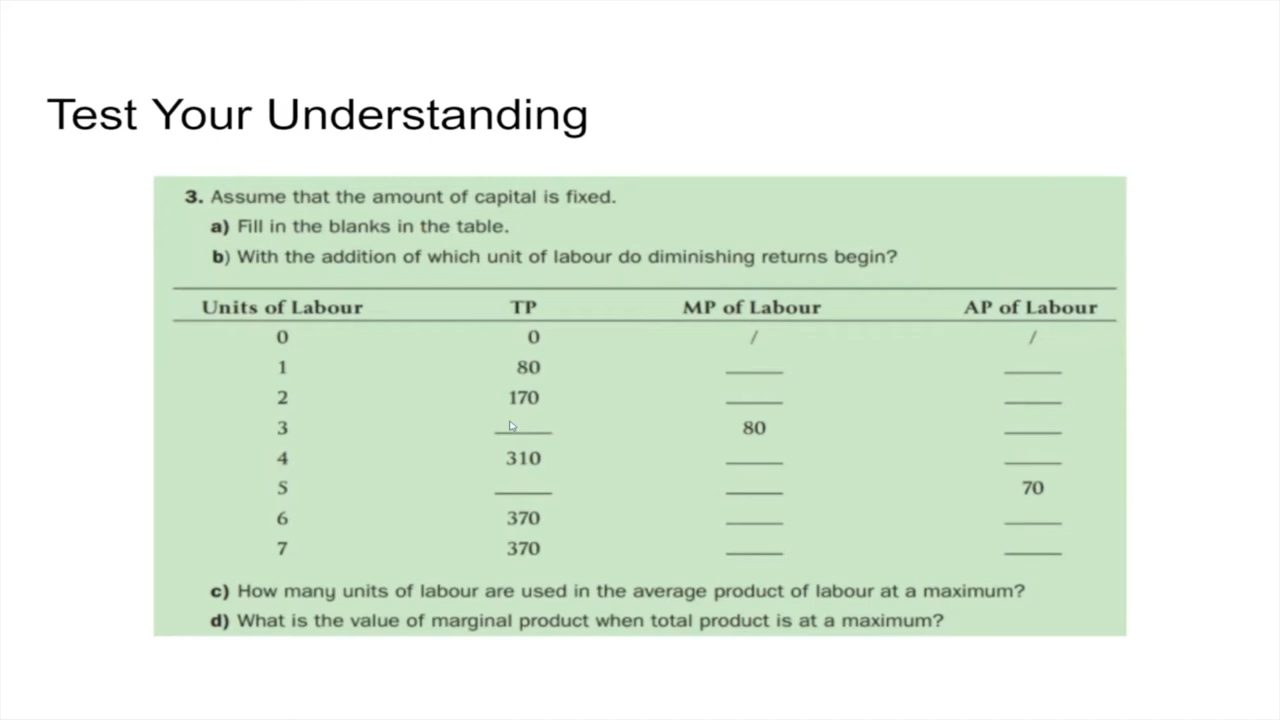 Test Your Understanding
3. Assume that the amount of capital is fixed.
a) Fill in the blanks in the table.
b) With the addition of which unit of labour do diminishing returns begin?
Units of Labour TP MP of Labour AP of Labour
0 0 / /
1 80 ____ ____
2 170 ____ ____
3 ____ 80 ____
4 310 ____ ____
5 ____ ____ 70
6 370 ____ ____
7 370 ____ ____
c) How many units of labour are used in the average product of labour at a maximum?
d) What is the value of marginal product when total product is at a maximum?